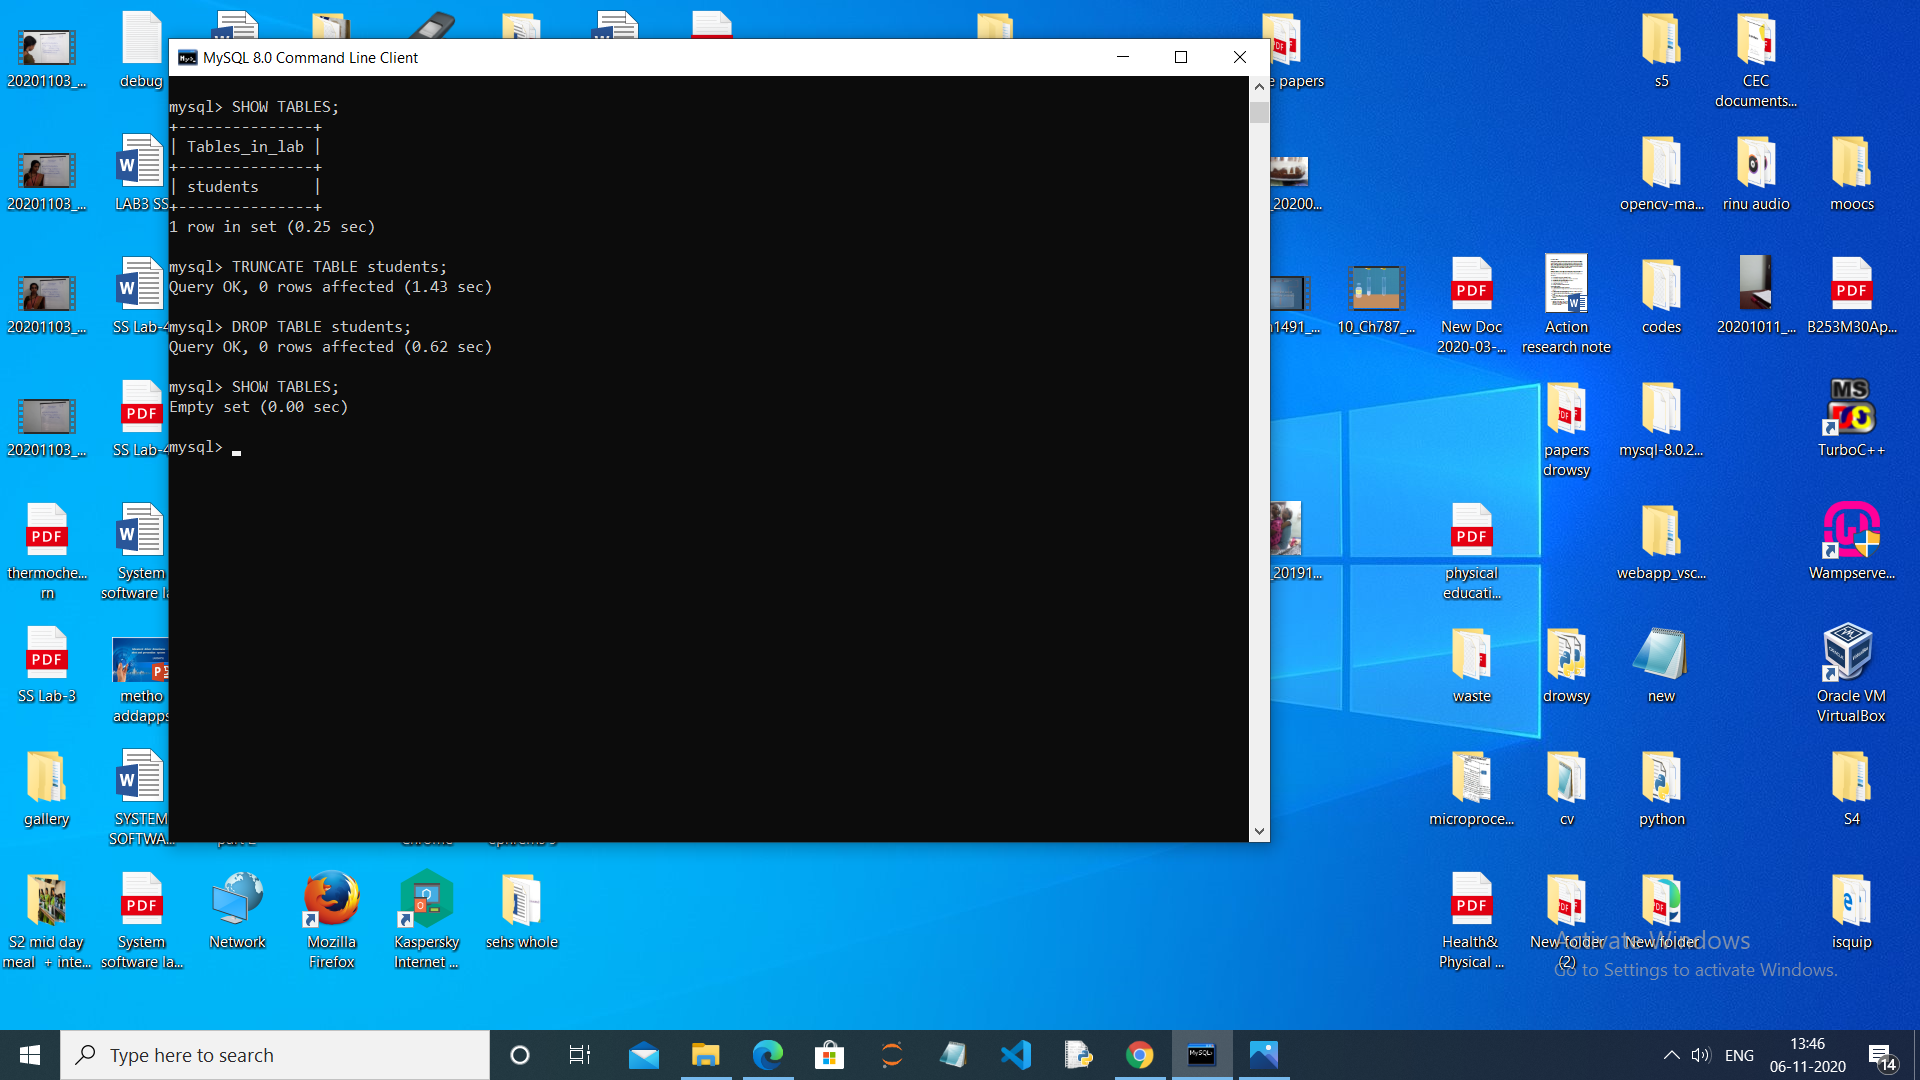 MySQL 8.0 Command Line Client
mysql> SHOW TABLES;
+---------------+
| Tables_in_lab |
+---------------+
| students      |
+---------------+
1 row in set (0.25 sec)
mysql> TRUNCATE TABLE students;
Query OK, 0 rows affected (1.43 sec)
mysql> DROP TABLE students;
Query OK, 0 rows affected (0.62 sec)
mysql> SHOW TABLES;
Empty set (0.00 sec)
mysql>
20201103_...
debug
e papers
s5
CEC
documents...
20201103_...
LAB3 SS
_20200...
opencv-ma...
rinu audio
moocs
20201103_...
SS Lab-4
1491_...
10_Ch787_...
New Doc
2020-03-...
Action
research note
codes
20201011_...
B253M30Ap...
20201103_...
SS Lab-4
papers
drowsy
mysql-8.0.2...
TurboC++
thermoche...
rn
System
software la
_20191...
physical
educati...
webapp_vsc...
Wampserve...
SS Lab-3
metho
addapps
waste
drowsy
new
Oracle VM
VirtualBox
gallery
SYSTEM
SOFTWA...
microproce...
cv
python
S4
S2 mid day
meal + inte...
System
software la...
Network
Mozilla
Firefox
Kaspersky
Internet ...
sehs whole
Health&
Physical ...
New folder
(2)
New folder
isquip
Activate Windows
Go to Settings to activate Windows.
Type here to search
ENG
13:46
06-11-2020
14